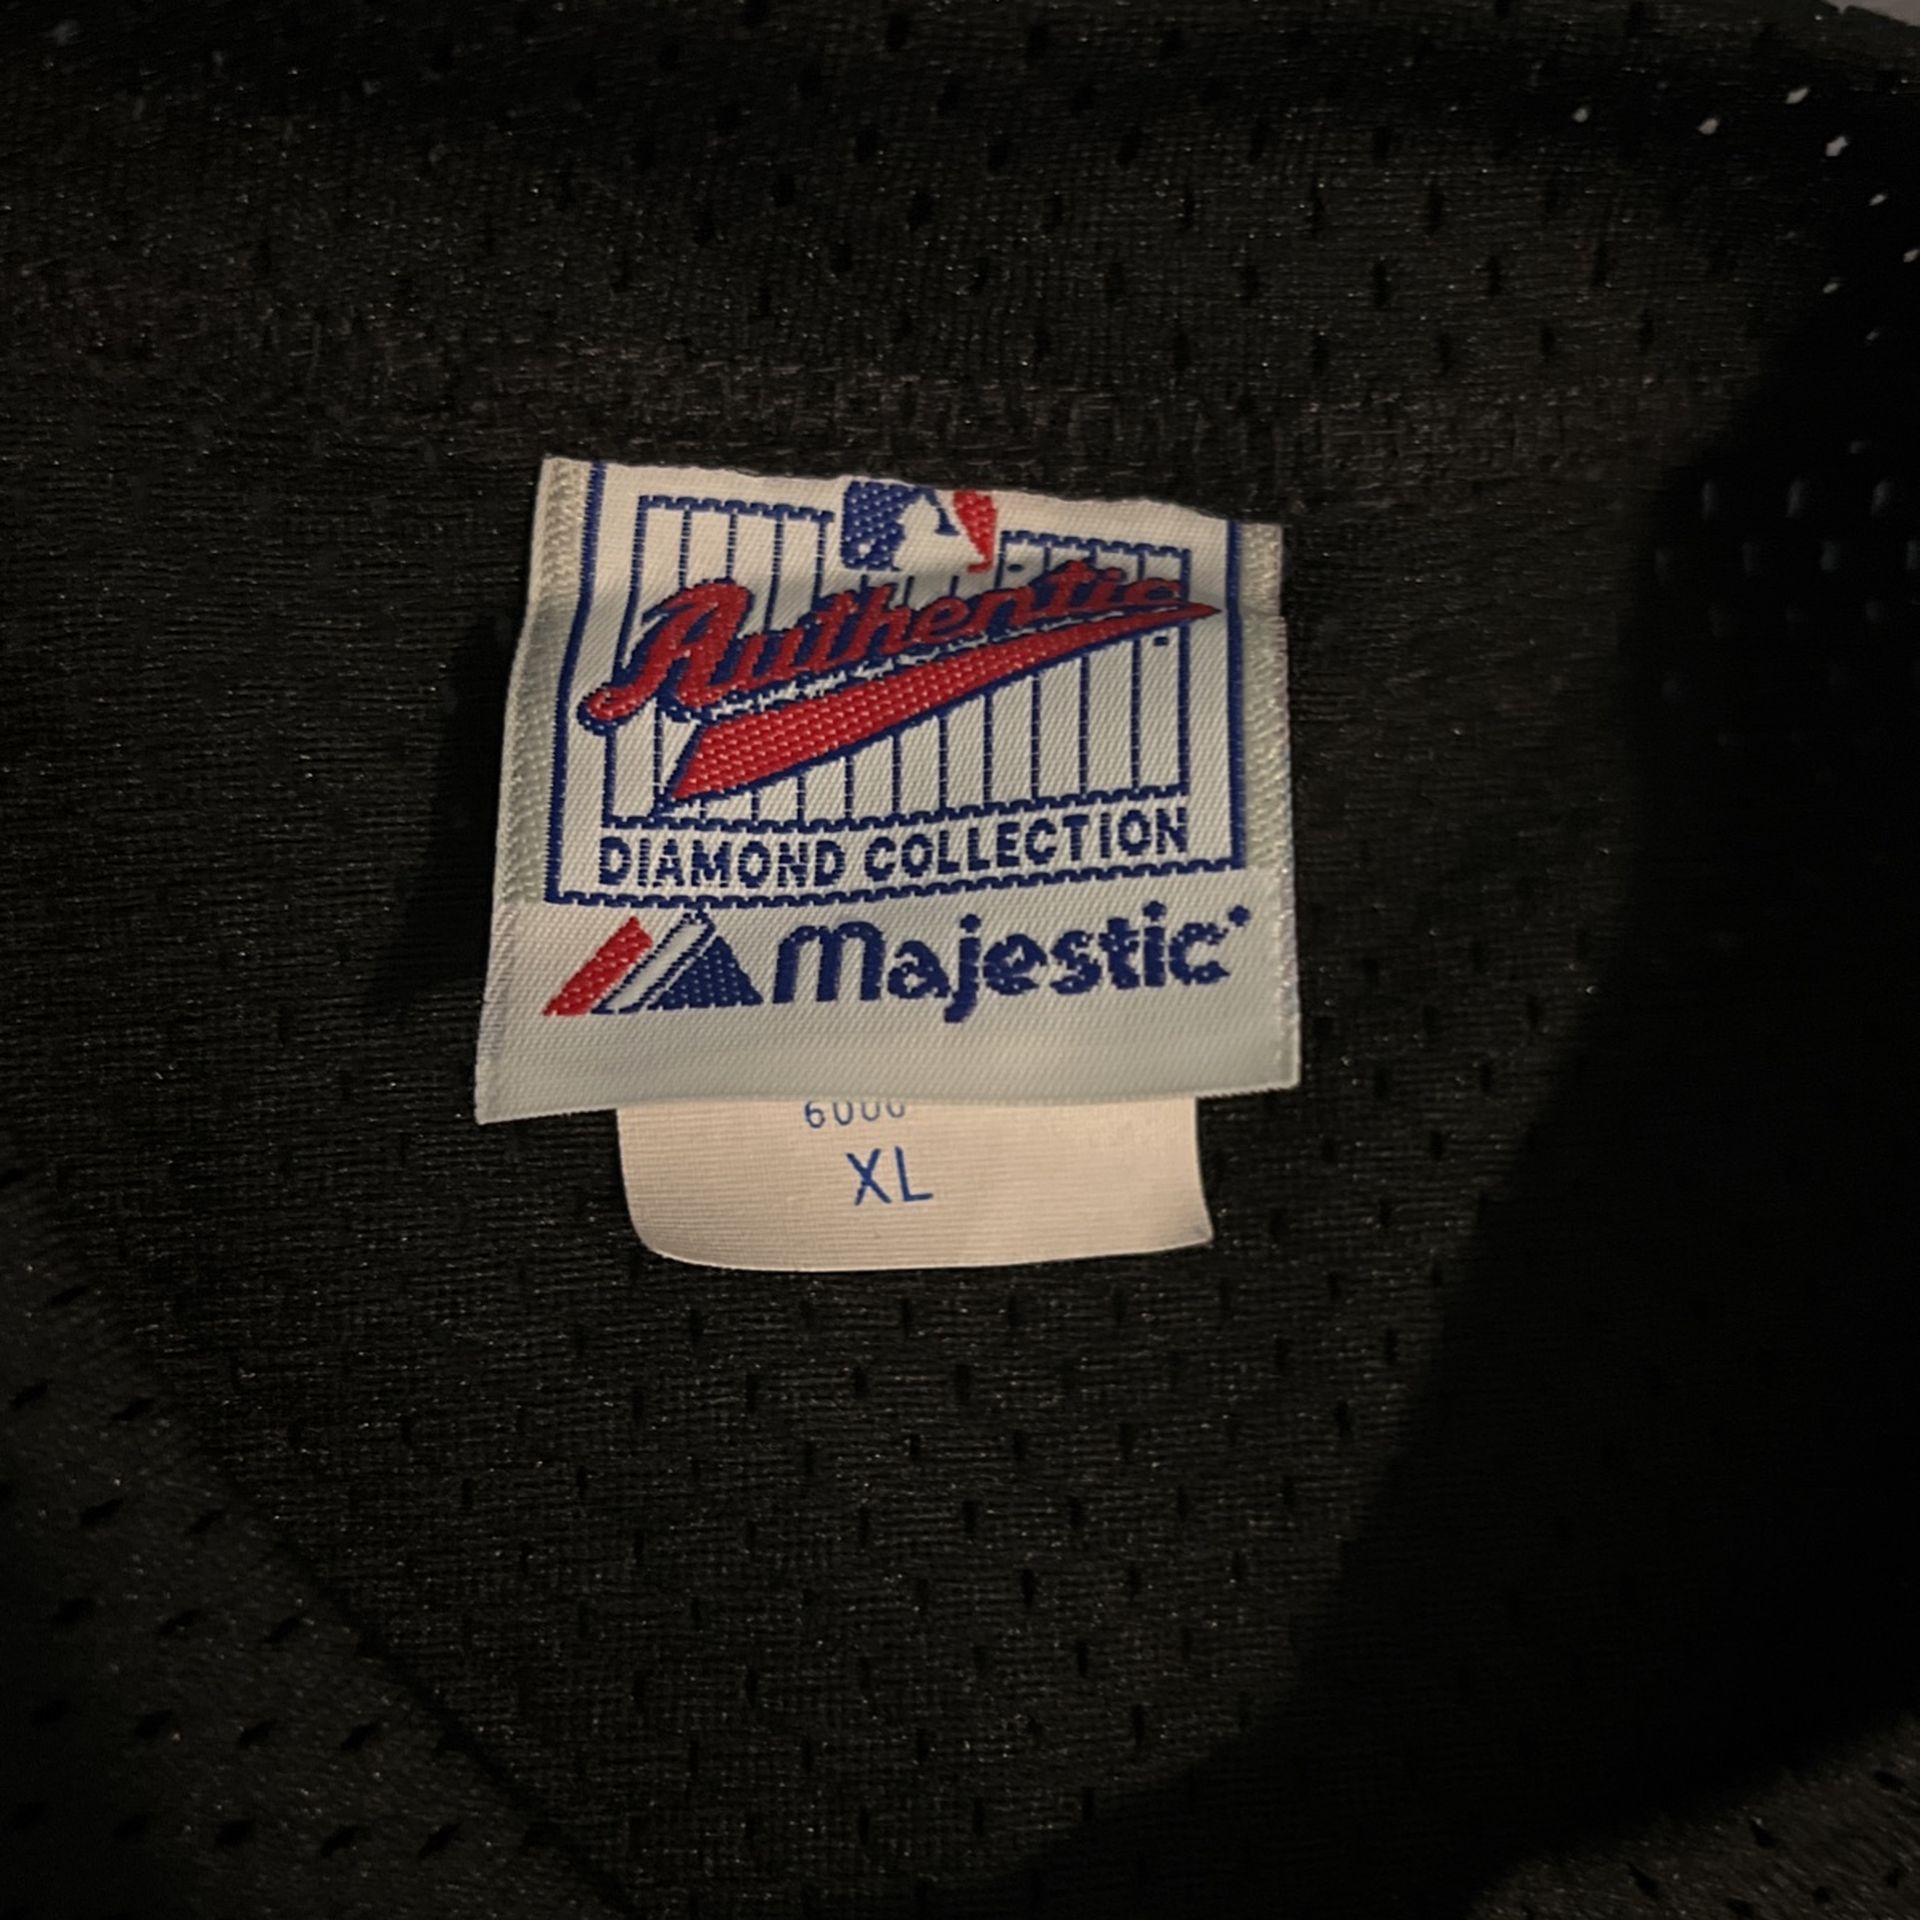 Authentic
DIAMOND COLLECTION
Majestic
6000
XL